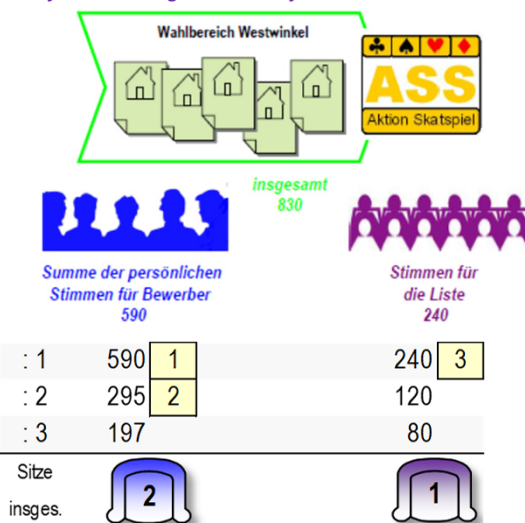 Wahlbereich Westwinkel
ASS
Aktion Skatspiel
insgesamt
830
Summe der persönlichen
Stimmen für Bewerber
590
Stimmen für
die Liste
240
: 1 590 1 240 3
: 2 295 2 120
: 3 197 80
Sitze
insges.
2 1